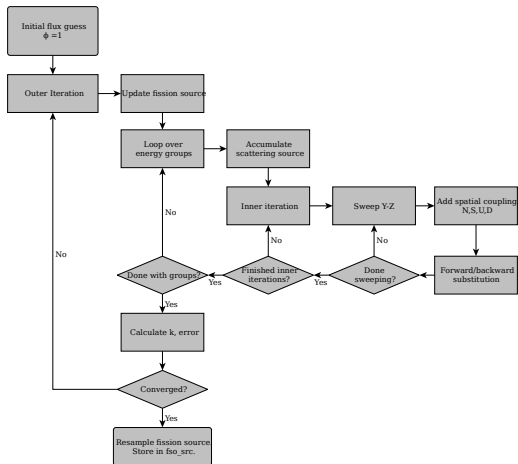 Initial flux guess
ϕ =1
Outer Iteration
Update fission source
Loop over
energy groups
Accumulate
scattering source
Inner iteration
Sweep Y-Z
Add spatial coupling
N,S,U,D
No
No
No
No
Done with groups?
Yes
Finished inner
iterations?
Yes
Done
sweeping?
Forward/backward
substitution
Yes
Calculate k, error
Converged?
Yes
Resample fission source.
Store in fso_src.